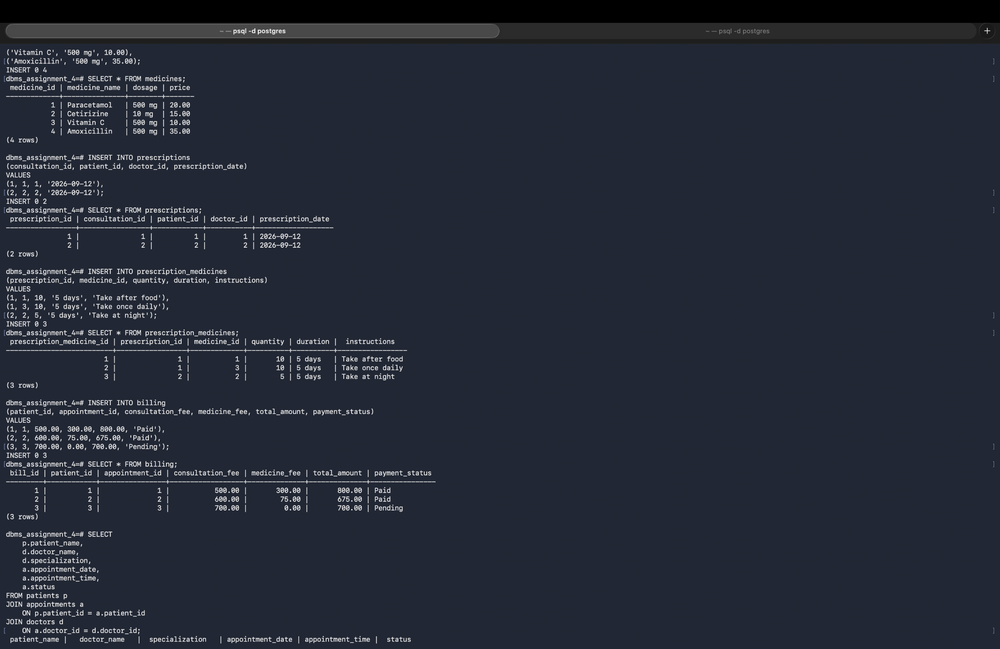 ~ — psql -d postgres
~ — psql -d postgres
+
('Vitamin C', '500 mg', 10.00),
[('Amoxicillin', '500 mg', 35.00); ]
INSERT 0 4
[dbms_assignment_4=# SELECT * FROM medicines; ]
 medicine_id | medicine_name | dosage | price
-------------+---------------+--------+-------
           1 | Paracetamol   | 500 mg | 20.00
           2 | Cetirizine    | 10 mg  | 15.00
           3 | Vitamin C     | 500 mg | 10.00
           4 | Amoxicillin   | 500 mg | 35.00
(4 rows)
dbms_assignment_4=# INSERT INTO prescriptions
(consultation_id, patient_id, doctor_id, prescription_date)
VALUES
(1, 1, 1, '2026-09-12'),
[(2, 2, 2, '2026-09-12'); ]
INSERT 0 2
[dbms_assignment_4=# SELECT * FROM prescriptions; ]
 prescription_id | consultation_id | patient_id | doctor_id | prescription_date
-----------------+-----------------+------------+-----------+-------------------
               1 |               1 |          1 |         1 | 2026-09-12
               2 |               2 |          2 |         2 | 2026-09-12
(2 rows)
dbms_assignment_4=# INSERT INTO prescription_medicines
(prescription_id, medicine_id, quantity, duration, instructions)
VALUES
(1, 1, 10, '5 days', 'Take after food'),
(1, 3, 10, '5 days', 'Take once daily'),
[(2, 2, 5, '5 days', 'Take at night'); ]
INSERT 0 3
[dbms_assignment_4=# SELECT * FROM prescription_medicines; ]
 prescription_medicine_id | prescription_id | medicine_id | quantity | duration |  instructions
--------------------------+-----------------+-------------+----------+----------+-----------------
                        1 |               1 |           1 |       10 | 5 days   | Take after food
                        2 |               1 |           3 |       10 | 5 days   | Take once daily
                        3 |               2 |           2 |        5 | 5 days   | Take at night
(3 rows)
dbms_assignment_4=# INSERT INTO billing
(patient_id, appointment_id, consultation_fee, medicine_fee, total_amount, payment_status)
VALUES
(1, 1, 500.00, 300.00, 800.00, 'Paid'),
(2, 2, 600.00, 75.00, 675.00, 'Paid'),
[(3, 3, 700.00, 0.00, 700.00, 'Pending'); ]
INSERT 0 3
[dbms_assignment_4=# SELECT * FROM billing; ]
 bill_id | patient_id | appointment_id | consultation_fee | medicine_fee | total_amount | payment_status
---------+------------+----------------+------------------+--------------+--------------+----------------
       1 |          1 |              1 |           500.00 |       300.00 |       800.00 | Paid
       2 |          2 |              2 |           600.00 |        75.00 |       675.00 | Paid
       3 |          3 |              3 |           700.00 |         0.00 |       700.00 | Pending
(3 rows)
dbms_assignment_4=# SELECT
    p.patient_name,
    d.doctor_name,
    d.specialization,
    a.appointment_date,
    a.appointment_time,
    a.status
FROM patients p
JOIN appointments a
    ON p.patient_id = a.patient_id
JOIN doctors d
[    ON a.doctor_id = d.doctor_id; ]
 patient_name |   doctor_name   |  specialization   | appointment_date | appointment_time |  status